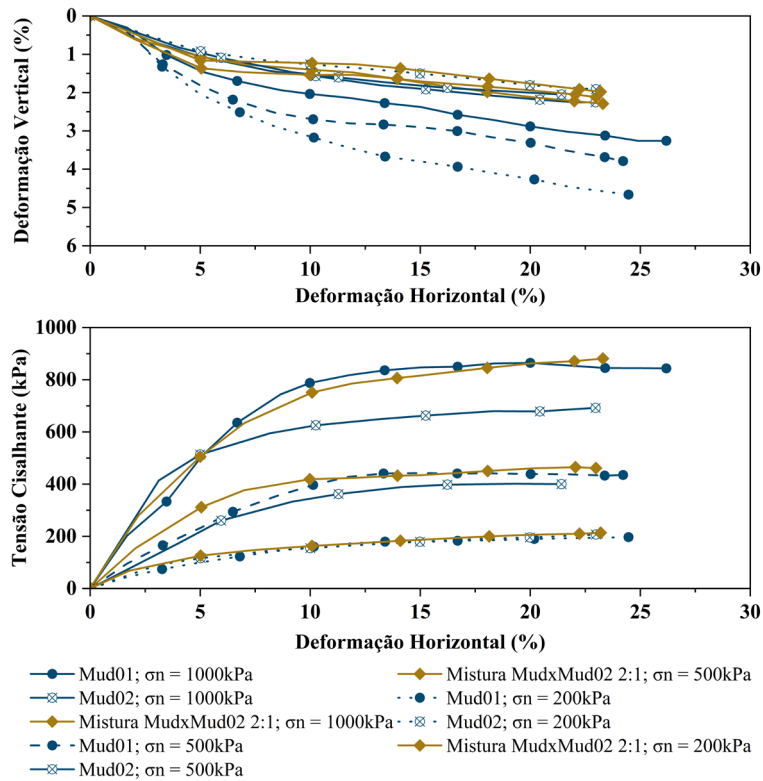 0
1
2
3
4
5
6
Deformação Vertical (%)
0 5 10 15 20 25 30
Deformação Horizontal (%)
1000
800
600
400
200
0
Tensão Cisalhante (kPa)
0 5 10 15 20 25 30
Deformação Horizontal (%)
Mud01; σn = 1000kPa
Mud02; σn = 1000kPa
Mistura MudxMud02 2:1; σn = 1000kPa
Mud01; σn = 500kPa
Mud02; σn = 500kPa
Mistura MudxMud02 2:1; σn = 500kPa
Mud01; σn = 200kPa
Mud02; σn = 200kPa
Mistura MudxMud02 2:1; σn = 200kPa